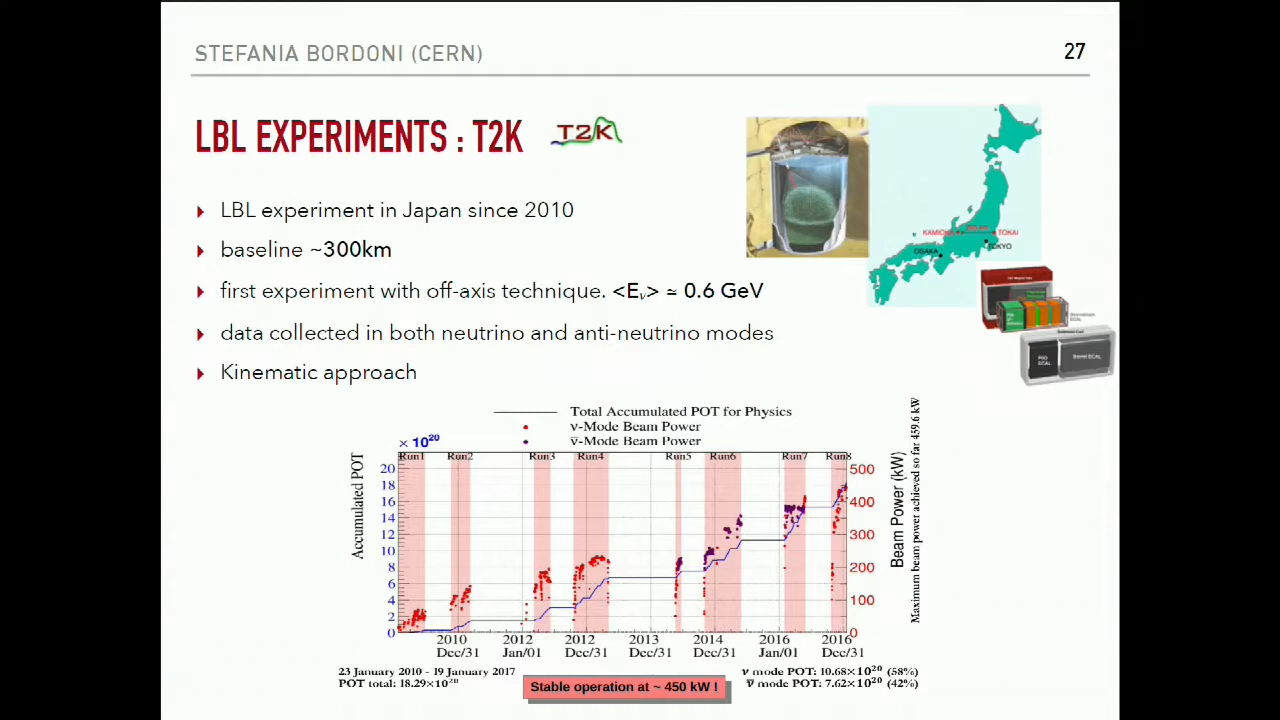 STEFANIA BORDONI (CERN)
27
LBL EXPERIMENTS : T2K
T2K
LBL experiment in Japan since 2010
baseline ~300km
first experiment with off-axis technique. <Eν> ≃ 0.6 GeV
data collected in both neutrino and anti-neutrino modes
Kinematic approach
KAMIOKA
TOKAI
TOKYO
OSAKA
Downstream
ECAL
P0D
ECAL
Barrel ECAL
Total Accumulated POT for Physics
ν-Mode Beam Power
ν̅-Mode Beam Power
× 10²⁰
Run1 Run2 Run3 Run4 Run5 Run6 Run7 Run8
Accumulated POT
20
18
16
14
12
10
8
6
4
2
0
500
400
300
200
100
0
Beam Power (kW)
Maximum beam power achieved so far 459.6 kW
2010 2012 2012 2013 2014 2016 2016
Dec/31 Jan/01 Dec/31 Dec/31 Dec/31 Jan/01 Dec/31
23 January 2010 - 19 January 2017
POT total: 18.29×10²⁰
Stable operation at ~ 450 kW !
ν mode POT: 10.68×10²⁰ (58%)
ν̅ mode POT: 7.62×10²⁰ (42%)